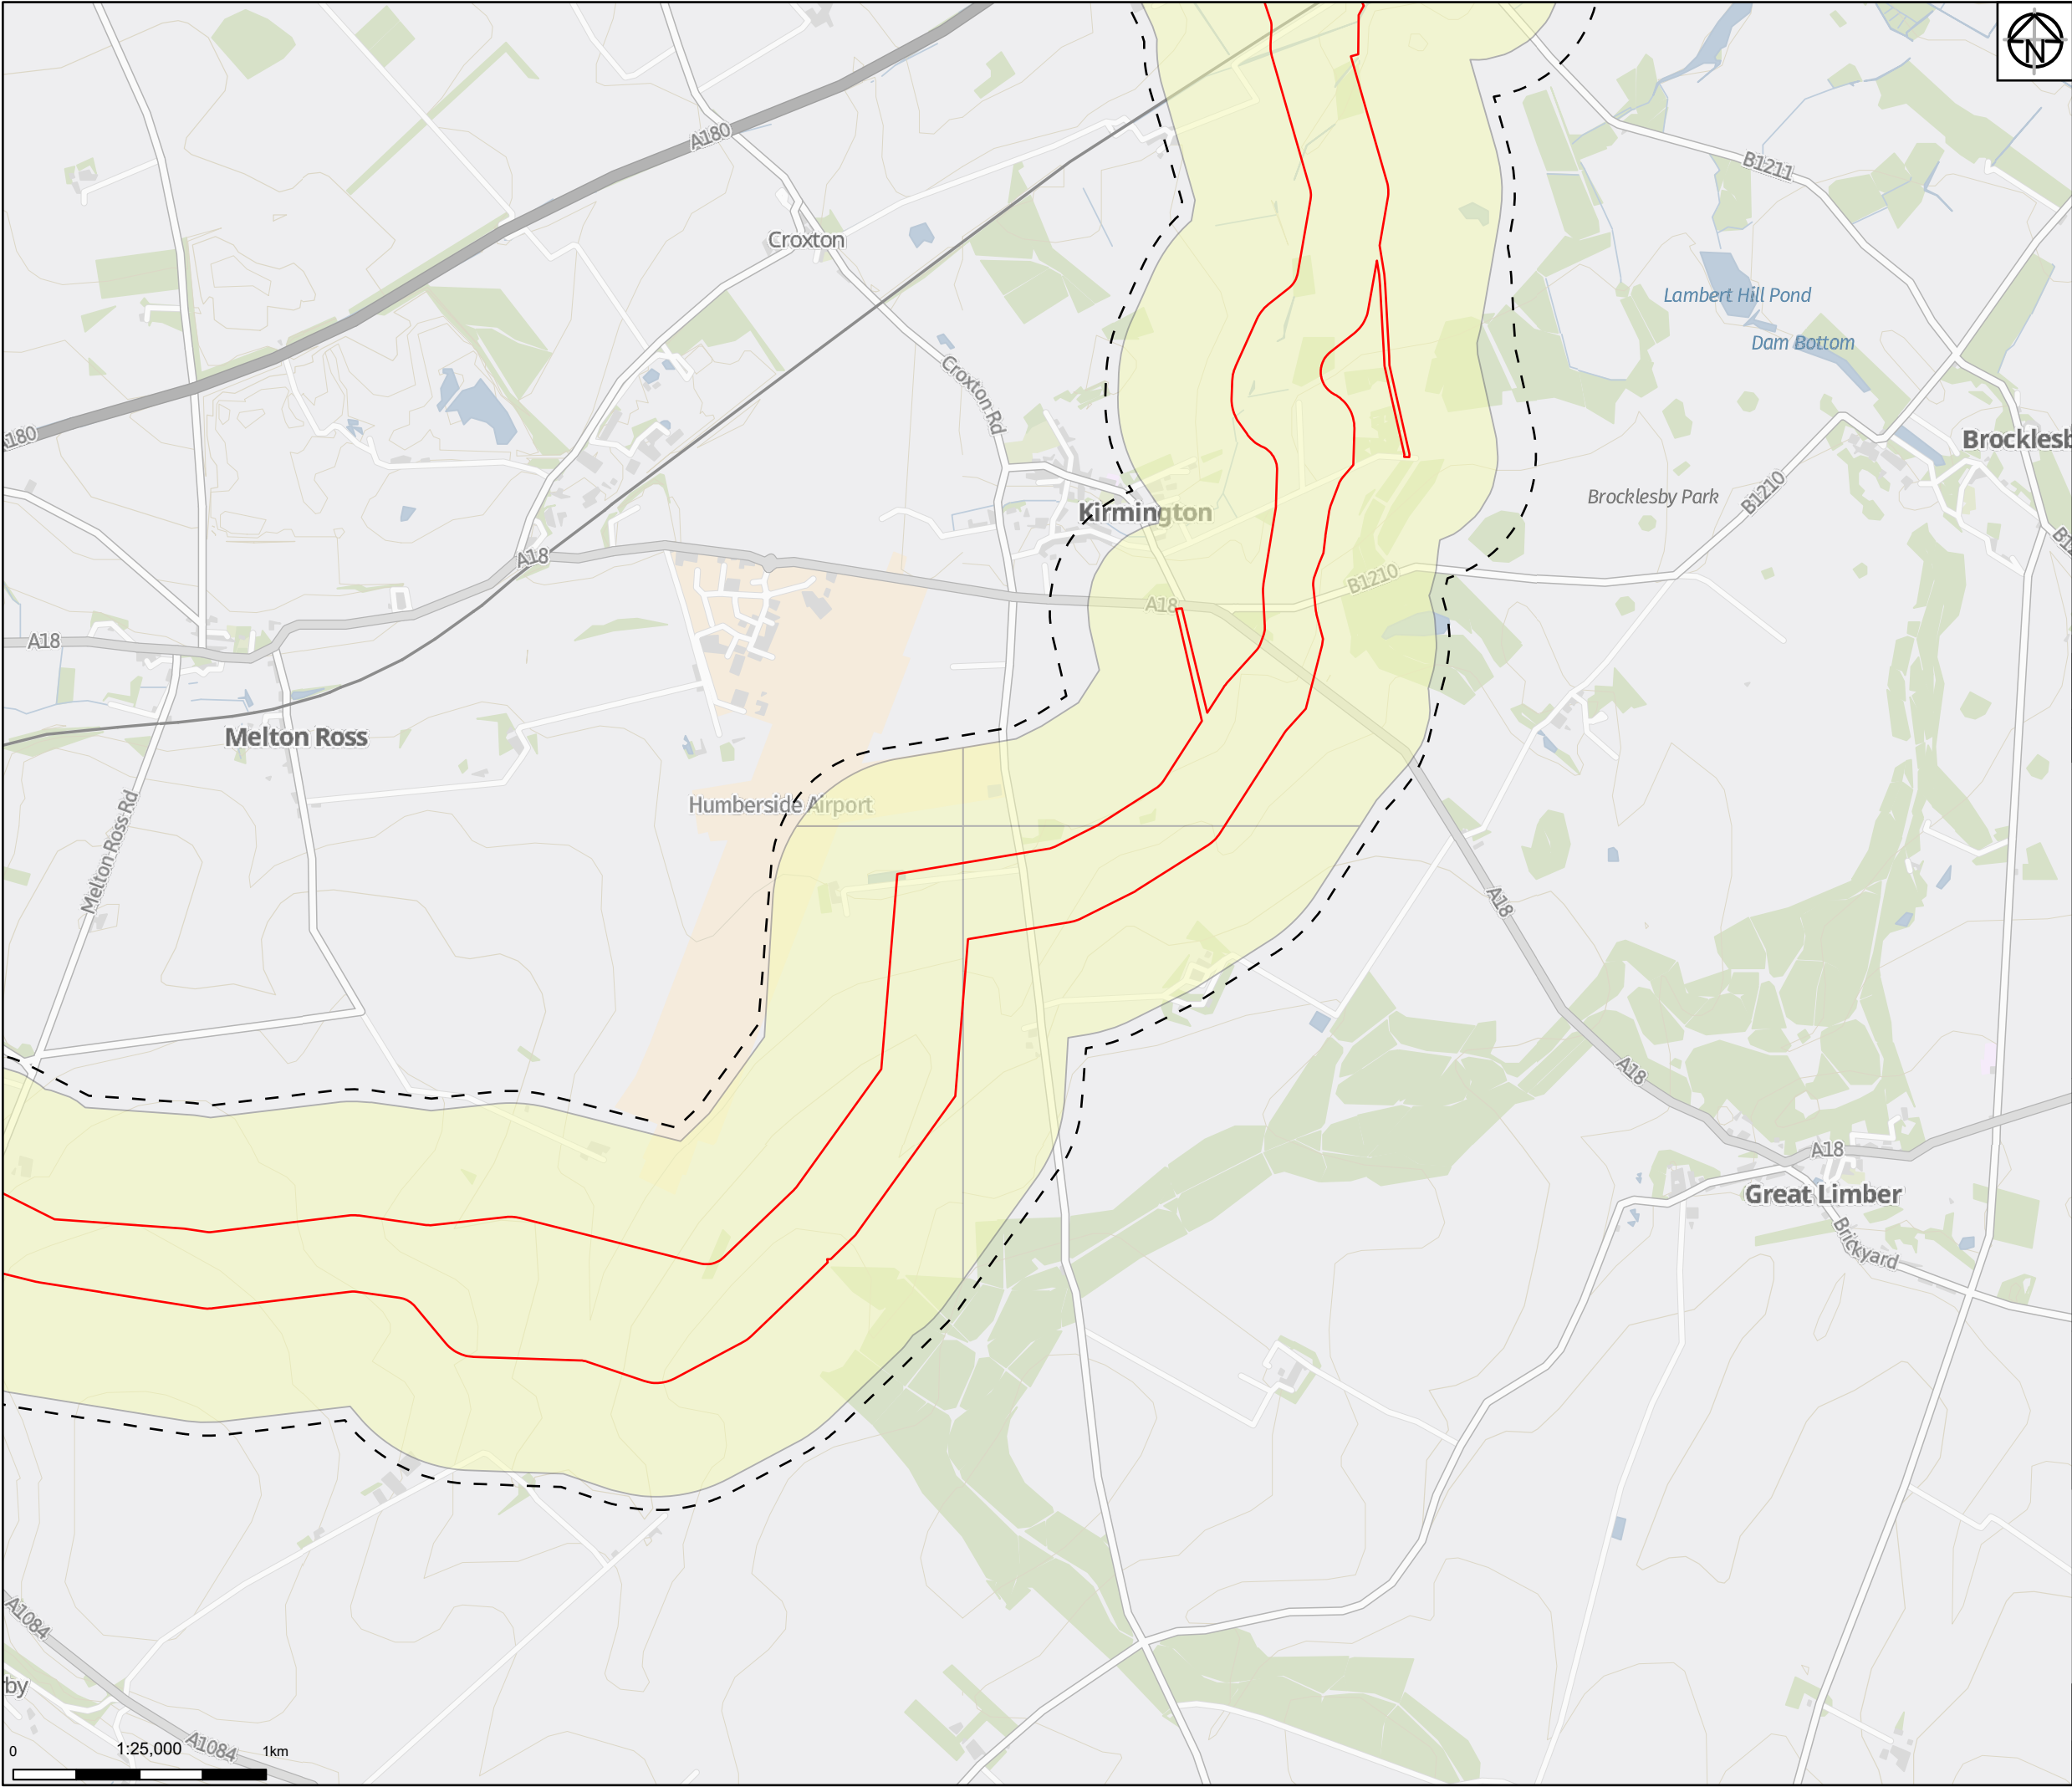 N
A180
B1211
Croxton
Lambert Hill Pond
Dam Bottom
Croxton Rd
A180
Brocklesb
Brocklesby Park
B1210
Kirmington
A18
B1210
A18
A18
Melton Ross
Humberside Airport
Melton Ross Rd
A18
A18
A18
Great Limber
Brickyard
A1084
by
A1084
0
1:25,000
1km